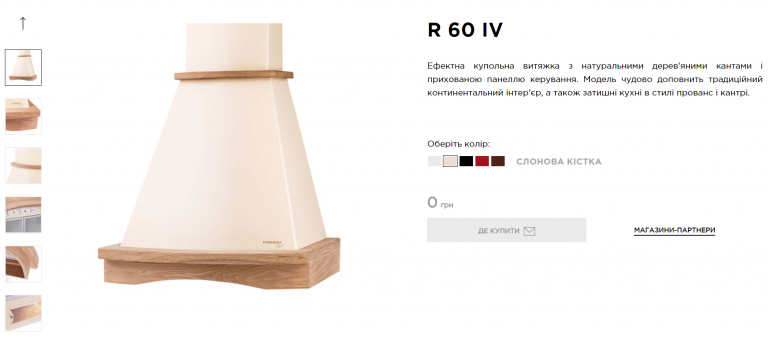 R 60 IV
Ефектна купольна витяжка з натуральними дерев'яними кантами і
прихованою панеллю керування. Модель чудово доповнить традиційний
континентальний інтер'єр, а також затишні кухні в стилі прованс і кантрі.
Оберіть колір:
СЛОНОВА КІСТКА
0 грн
ДЕ КУПИТИ
МАГАЗИНИ-ПАРТНЕРИ